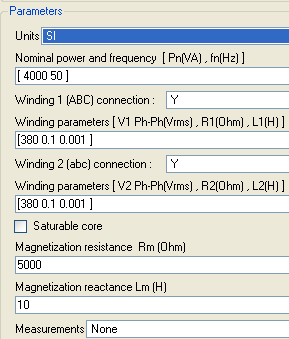 Parameters
Units SI
Nominal power and frequency [ Pn(VA) , fn(Hz) ]
[ 4000 50 ]
Winding 1 (ABC) connection : Y
Winding parameters [ V1 Ph-Ph(Vrms) , R1(Ohm) , L1(H) ]
[380 0.1 0.001 ]
Winding 2 (abc) connection : Y
Winding parameters [ V2 Ph-Ph(Vrms) , R2(Ohm) , L2(H) ]
[380 0.1 0.001 ]
Saturable core
Magnetization resistance Rm (Ohm)
5000
Magnetization reactance Lm (H)
10
Measurements None